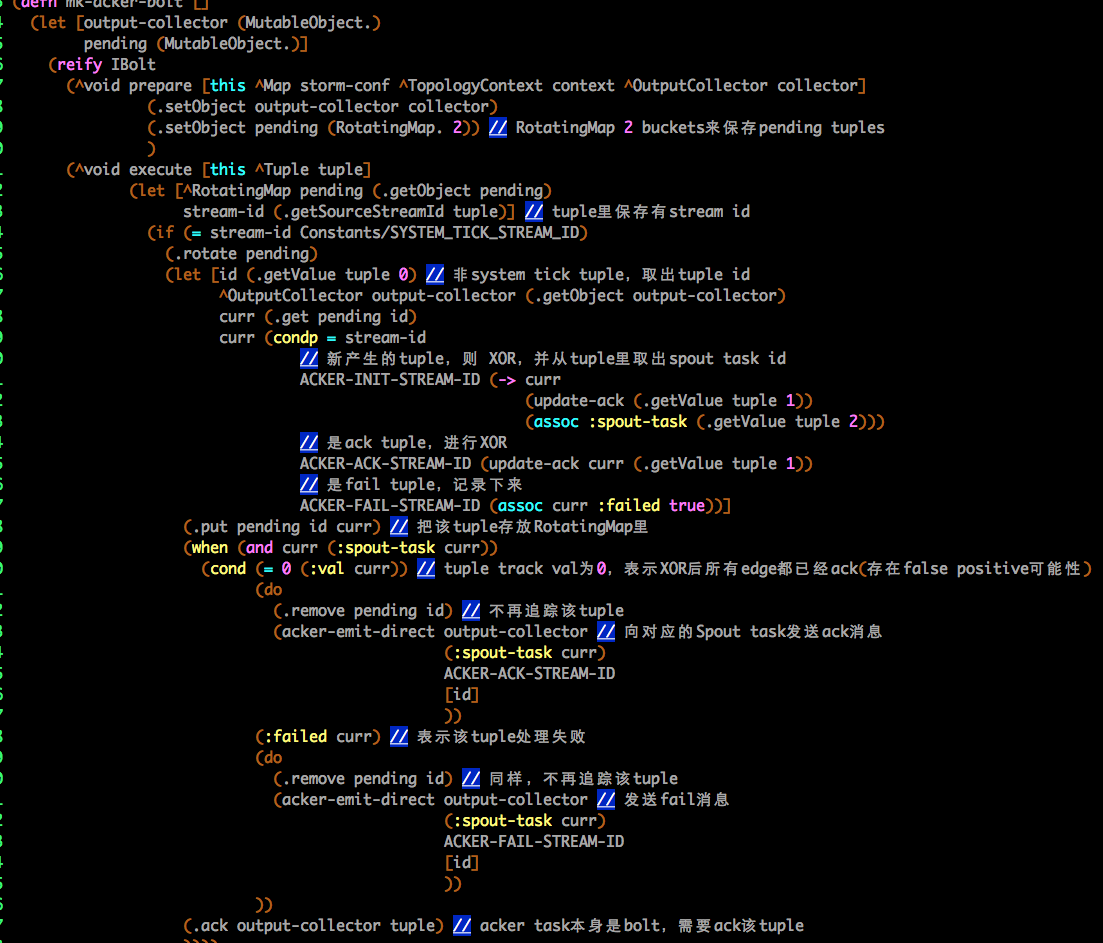 (defn mk-acker-bolt []
(let [output-collector (MutableObject.)
pending (MutableObject.)]
(reify IBolt
(^void prepare [this ^Map storm-conf ^TopologyContext context ^OutputCollector collector]
(.setObject output-collector collector)
(.setObject pending (RotatingMap. 2)) // RotatingMap 2 buckets来保存pending tuples
)
(^void execute [this ^Tuple tuple]
(let [^RotatingMap pending (.getObject pending)
stream-id (.getSourceStreamId tuple)] // tuple里保存有stream id
(if (= stream-id Constants/SYSTEM_TICK_STREAM_ID)
(.rotate pending)
(let [id (.getValue tuple 0) // 非system tick tuple，取出tuple id
^OutputCollector output-collector (.getObject output-collector)
curr (.get pending id)
curr (condp = stream-id
// 新产生的tuple，则 XOR，并从tuple里取出spout task id
ACKER-INIT-STREAM-ID (-> curr
(update-ack (.getValue tuple 1))
(assoc :spout-task (.getValue tuple 2)))
// 是ack tuple，进行XOR
ACKER-ACK-STREAM-ID (update-ack curr (.getValue tuple 1))
// 是fail tuple，记录下来
ACKER-FAIL-STREAM-ID (assoc curr :failed true))]
(.put pending id curr) // 把该tuple存放RotatingMap里
(when (and curr (:spout-task curr))
(cond (= 0 (:val curr)) // tuple track val为0，表示XOR后所有edge都已经ack(存在false positive可能性)
(do
(.remove pending id) // 不再追踪该tuple
(acker-emit-direct output-collector // 向对应的Spout task发送ack消息
(:spout-task curr)
ACKER-ACK-STREAM-ID
[id]
))
(:failed curr) // 表示该tuple处理失败
(do
(.remove pending id) // 同样，不再追踪该tuple
(acker-emit-direct output-collector // 发送fail消息
(:spout-task curr)
ACKER-FAIL-STREAM-ID
[id]
))
))
(.ack output-collector tuple) // acker task本身是bolt，需要ack该tuple